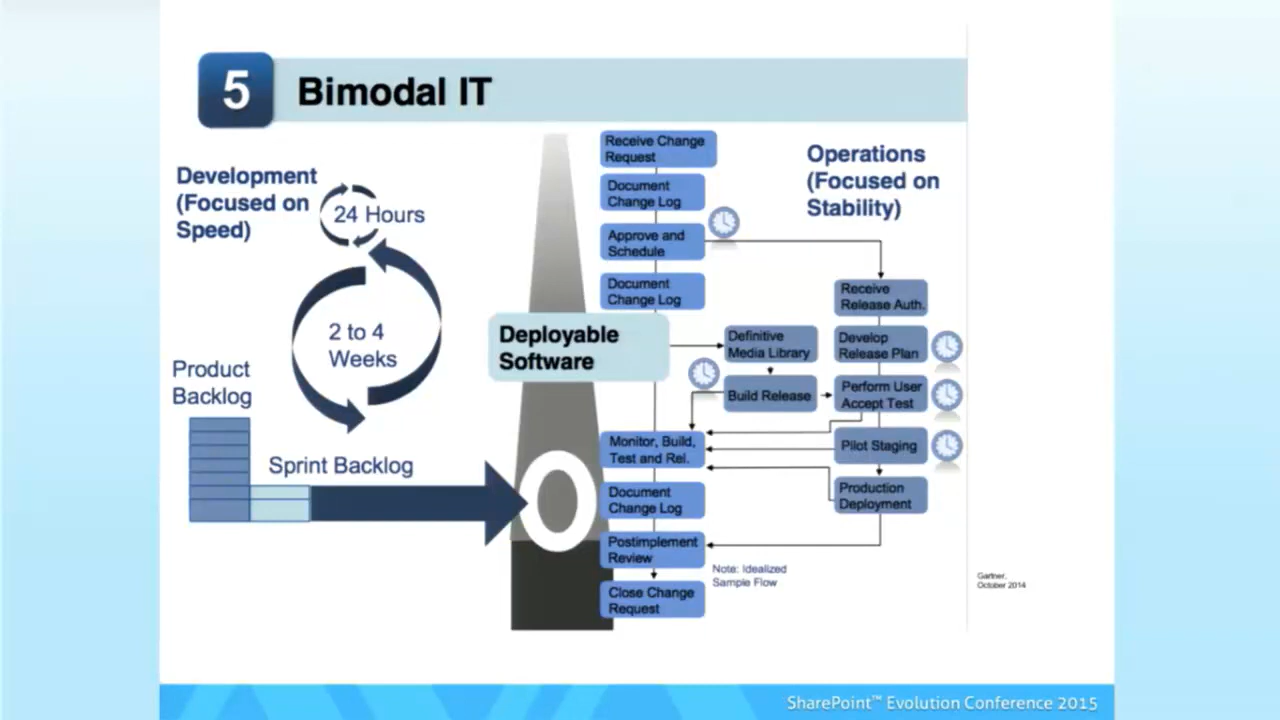 5
Bimodal IT
Development
(Focused on
Speed)
24 Hours
2 to 4
Weeks
Product
Backlog
Sprint Backlog
Deployable
Software
Receive Change
Request
Document
Change Log
Approve and
Schedule
Document
Change Log
Operations
(Focused on
Stability)
Receive
Release Auth.
Definitive
Media Library
Develop
Release Plan
Build Release
Perform User
Accept Test
Monitor, Build,
Test and Rel.
Pilot Staging
Document
Change Log
Production
Deployment
Postimplement
Review
Note: Idealized
Sample Flow
Close Change
Request
Gartner,
October 2014
SharePoint™ Evolution Conference 2015